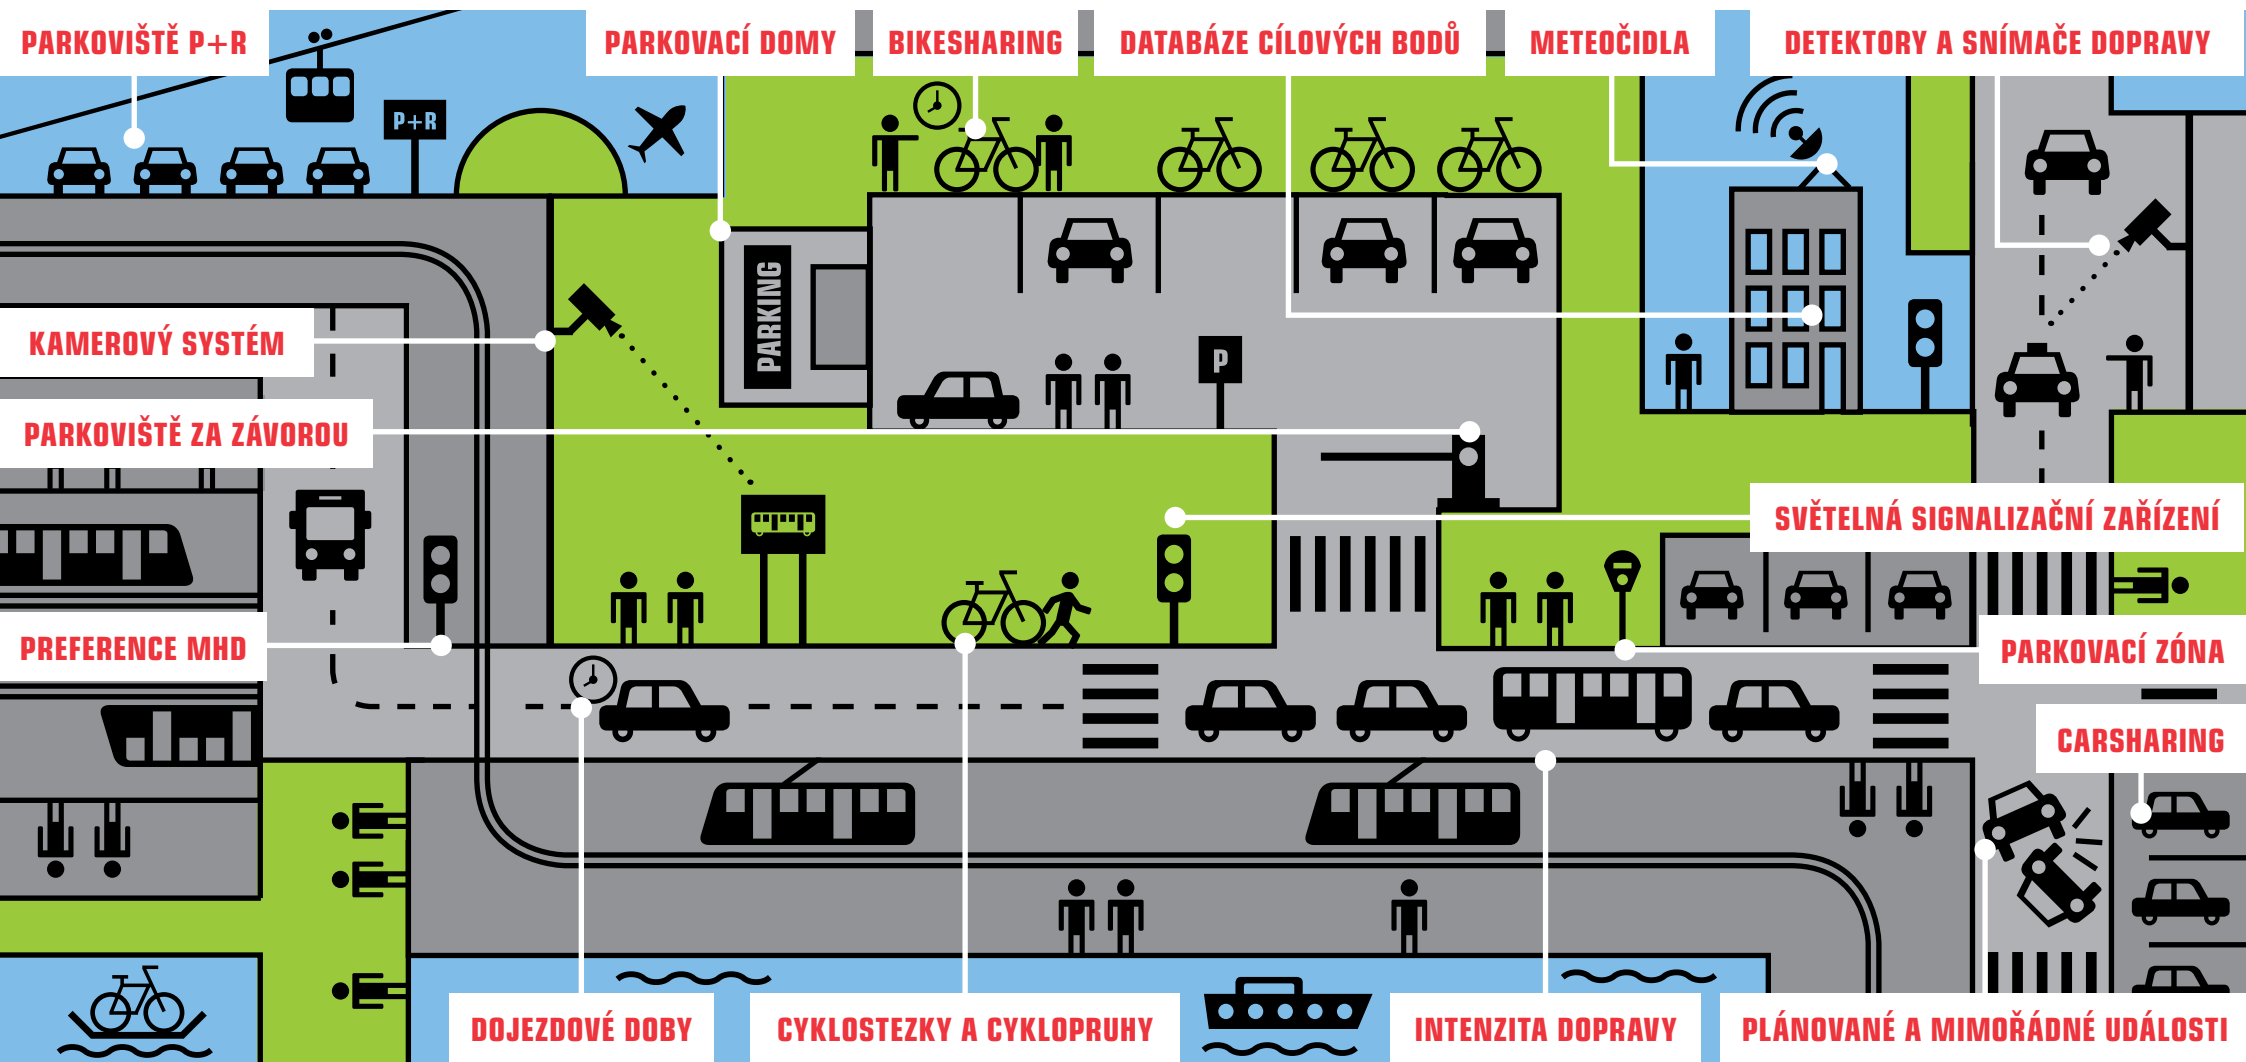 PARKOVIŠTĚ P+R
PARKOVACÍ DOMY
BIKESHARING
DATABÁZE CÍLOVÝCH BODŮ
METEOČIDLA
DETEKTORY A SNÍMAČE DOPRAVY
P+R
PARKING
KAMEROVÝ SYSTÉM
P
PARKOVIŠTĚ ZA ZÁVOROU
SVĚTELNÁ SIGNALIZAČNÍ ZAŘÍZENÍ
PREFERENCE MHD
PARKOVACÍ ZÓNA
CARSHARING
DOJEZDOVÉ DOBY
CYKLOSTEZKY A CYKLOPRUHY
INTENZITA DOPRAVY
PLÁNOVANÉ A MIMOŘÁDNÉ UDÁLOSTI